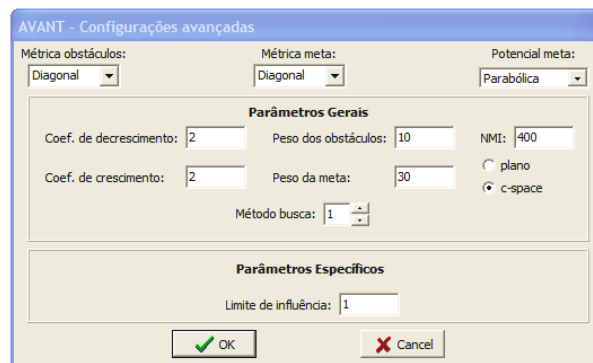 AVANT - Configurações avançadas
Métrica obstáculos: Métrica meta: Potencial meta:
Diagonal Diagonal Parabólica
Parâmetros Gerais
Coef. de decrescimento: 2 Peso dos obstáculos: 10 NMI: 400
plano
Coef. de crescimento: 2 Peso da meta: 30
c-space
Método busca: 1
Parâmetros Específicos
Limite de influência: 1
OK Cancel